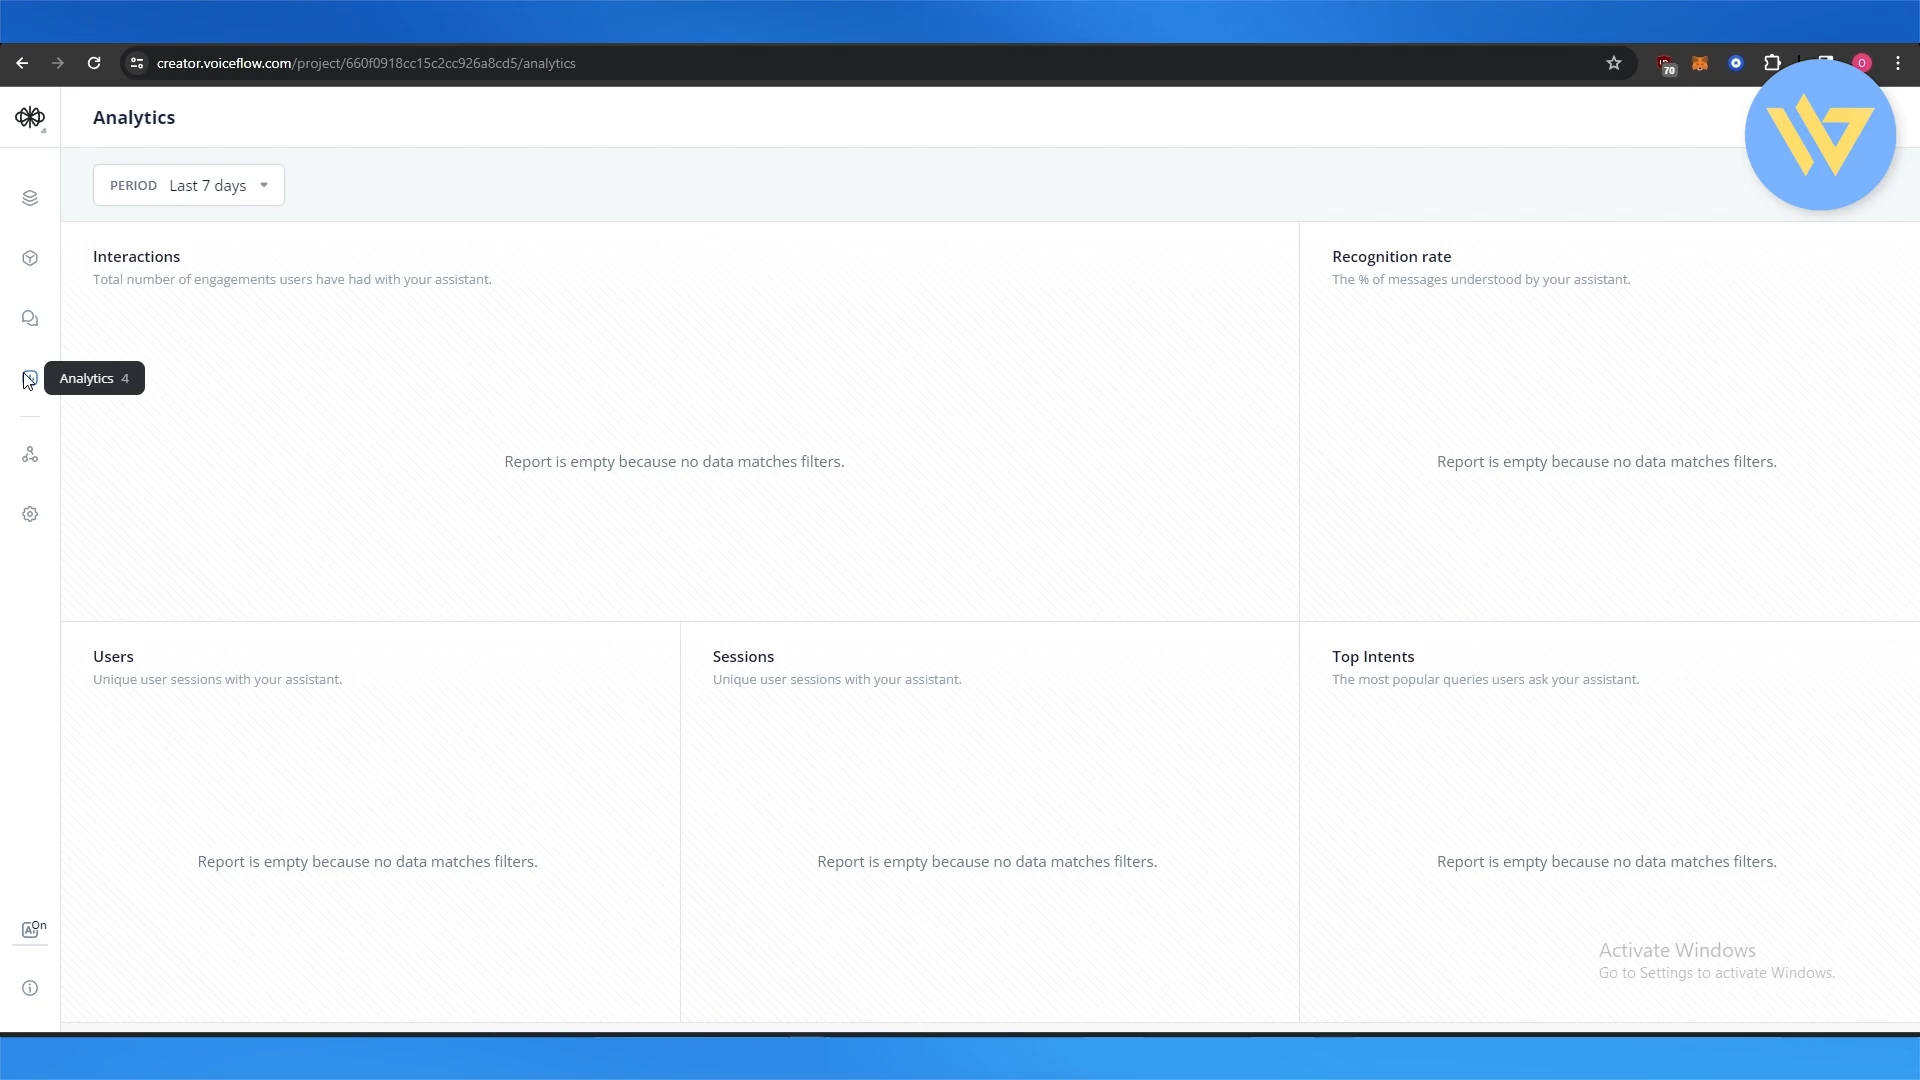 creator.voiceflow.com/project/660f0918cc15c2cc926a8cd5/analytics
70
O
Analytics
PERIOD Last 7 days
Interactions
Total number of engagements users have had with your assistant.
Report is empty because no data matches filters.
Recognition rate
The % of messages understood by your assistant.
Report is empty because no data matches filters.
Analytics 4
Users
Unique user sessions with your assistant.
Report is empty because no data matches filters.
Sessions
Unique user sessions with your assistant.
Report is empty because no data matches filters.
Top Intents
The most popular queries users ask your assistant.
Report is empty because no data matches filters.
AI On
Activate Windows
Go to Settings to activate Windows.